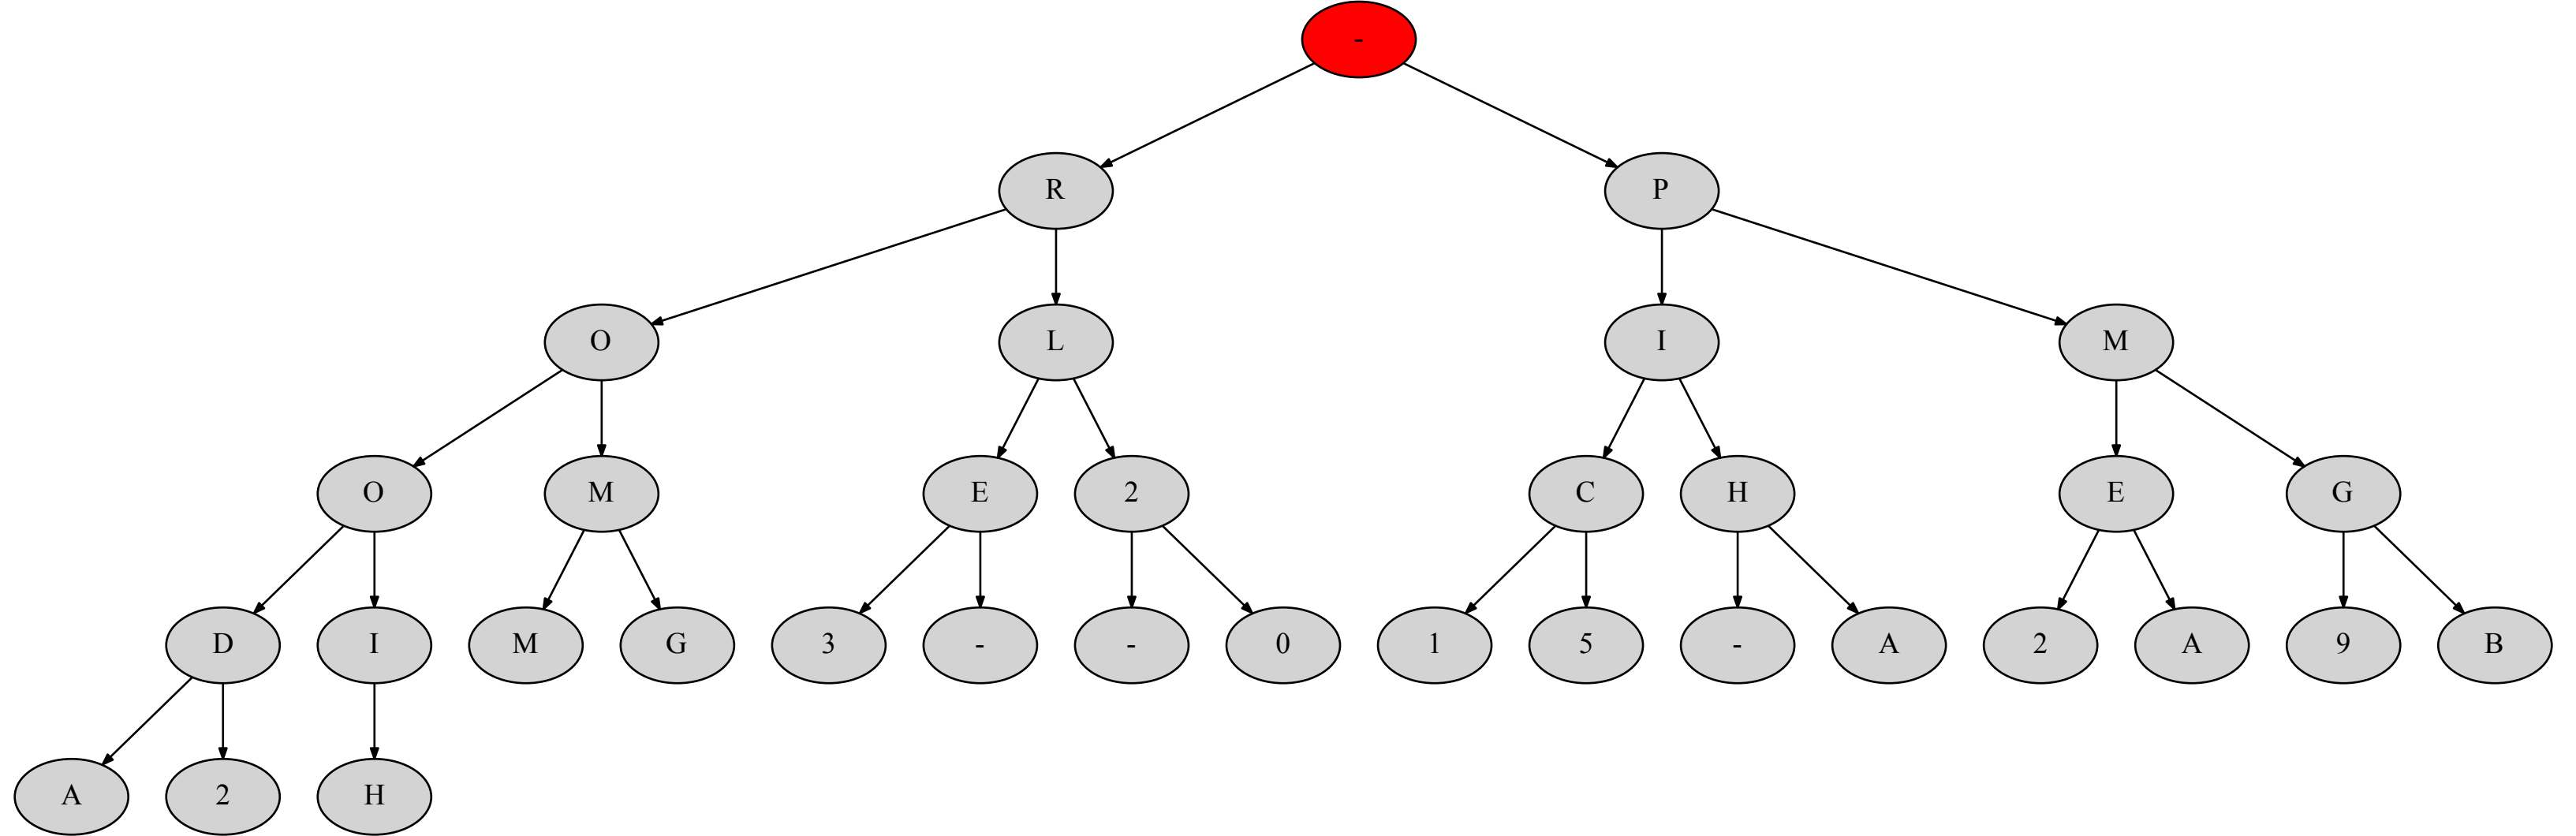 -
R P
O L I M
O M E 2 C H E G
D I M G 3 - - 0 1 5 - A 2 A 9 B
A 2 H